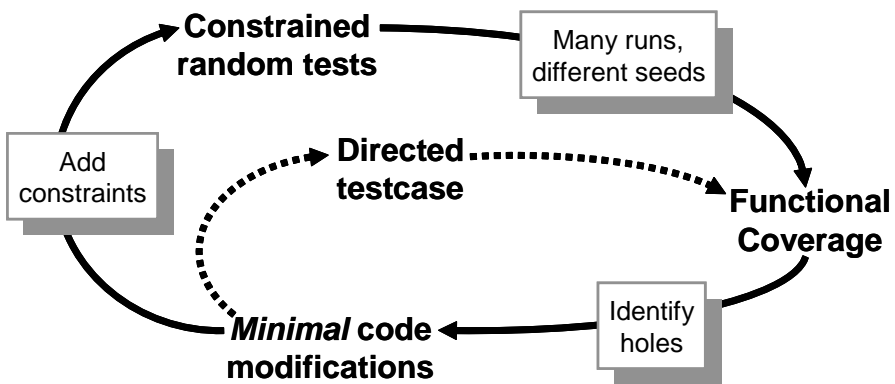 Constrained
random tests
Many runs,
different seeds
Add
constraints
Directed
testcase
Functional
Coverage
Identify
holes
Minimal code
modifications